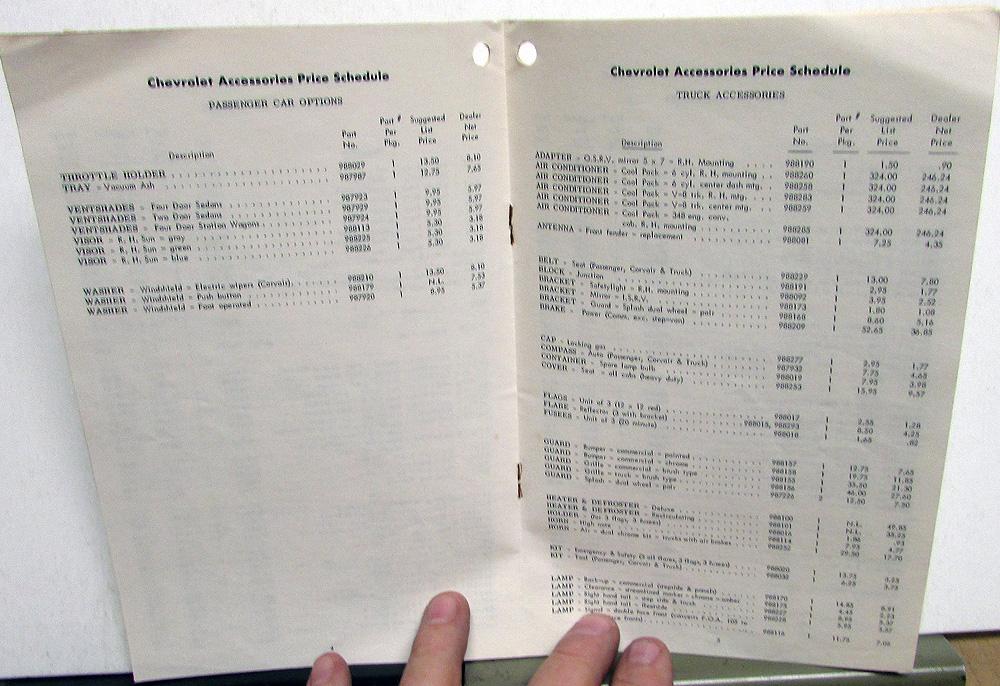 Chevrolet Accessories Price Schedule
PASSENGER CAR OPTIONS
Description Part No. Part # Per Pkg. Suggested List Price Dealer Net Price
THROTTLE HOLDER 988029 1 13.50 8.10
TRAY - Vacuum Ash 987987 1 12.75 7.65
VENTSHADES - Four Door Sedans 987923 1 9.95 5.97
VENTSHADES - Two Door Sedans 987929 1 9.95 5.97
VENTSHADES - Four Door Station Wagons 987924 1 9.95 5.97
VISOR - R.H. Sun - gray 988113 1 5.30 3.18
VISOR - R.H. Sun - green 988225 1 5.30 3.18
VISOR - R.H. Sun - blue 988226 1 5.30 3.18
WASHER - Windshield - Electric wipers (Corvair) 988210 1 13.50 8.10
WASHER - Windshield - Push button 988179 1 N.L. 7.53
WASHER - Windshield - Foot operated 987920 1 8.95 5.37
4
Chevrolet Accessories Price Schedule
TRUCK ACCESSORIES
Description Part No. Part # Per Pkg. Suggested List Price Dealer Net Price
ADAPTER - O.S.R.V. mirror 5 x 7 - R.H. Mounting 988190 1 1.50 .90
AIR CONDITIONER - Cool Pack - 6 cyl. R.H. mounting 988260 1 324.00 246.24
AIR CONDITIONER - Cool Pack - 6 cyl. center dash mtg. 988258 1 324.00 246.24
AIR CONDITIONER - Cool Pack - V-8 trk. R.H. mtg. 988283 1 324.00 246.24
AIR CONDITIONER - Cool Pack - V-8 trk. center mtg. 988259 1 324.00 246.24
AIR CONDITIONER - Cool Pack - 348 eng. conv.
cab. R.H. mounting 988285 1 324.00 246.24
ANTENNA - Front fender - replacement 988081 1 7.25 4.35
BELT - Seat (Passenger, Corvair & Truck) 988229 1 13.00 7.80
BLOCK - Junction 988191 1 2.95 1.77
BRACKET - Safetylight - R.H. mounting 988092 1 3.95 2.52
BRACKET - Mirror - I.S.R.V. 988173 1 1.80 1.08
BRACKET - Guard - Splash dual wheel - pair 988168 1 8.60 5.16
BRAKE - Power (Comm. exc. step-van) 988209 1 52.65 36.85
CAP - Locking gas 988277 1 2.95 1.77
COMPASS - Auto (Passenger, Corvair & Truck) 987932 1 7.75 4.65
CONTAINER - Spare lamp bulb 988019 1 7.95 3.98
COVER - Seat - all cabs (heavy duty) 988253 1 15.95 9.57
FLAGS - Unit of 3 (12 x 12 red) 988017 1 2.55 1.28
FLARE - Reflector (3 with bracket) 988015, 988293 1 8.50 4.25
FUSEES - Unit of 3 (20 minute) 988018 1 1.65 .82
GUARD - Bumper - commercial - painted 988157 1 12.75 7.65
GUARD - Bumper - commercial - chrome 988158 1 19.75 11.85
GUARD - Grille - commercial - brush type 988155 1 35.50 21.30
GUARD - Grille - truck - brush type 988156 1 46.00 27.60
GUARD - Splash - dual wheel - pair 987226 2 12.50 7.50
HEATER & DEFROSTER - Deluxe 988100 1 N.L. 49.85
HEATER & DEFROSTER - Recirculating 988101 1 N.L. 38.25
HOLDER - (for 3 flags, 3 fusees) 988016 1 1.86 .93
HORN - High note 988114 1 7.95 4.77
HORN - Air - dual chrome kit - trucks with air brakes 988252 1 29.50 17.70
KIT - Emergency & Safety (3 oil flares, 3 flags, 3 fusees) 988020 1 13.75
KIT - Tool (Passenger, Corvair & Truck) 988032 1 6.25 3.75
LAMP - Back-up - commercial (stepside & panels) 988170 1 14.85 8.91
LAMP - Clearance - streamlined marker - chrome - amber 988175 1 4.45
LAMP - Right hand tail - step side & truck 988227 1 8.95 5.37
LAMP - Right hand tail - fleetside 988228 1 5.95
LAMP - Signal - double face front
988116 1 11.75 7.05
5